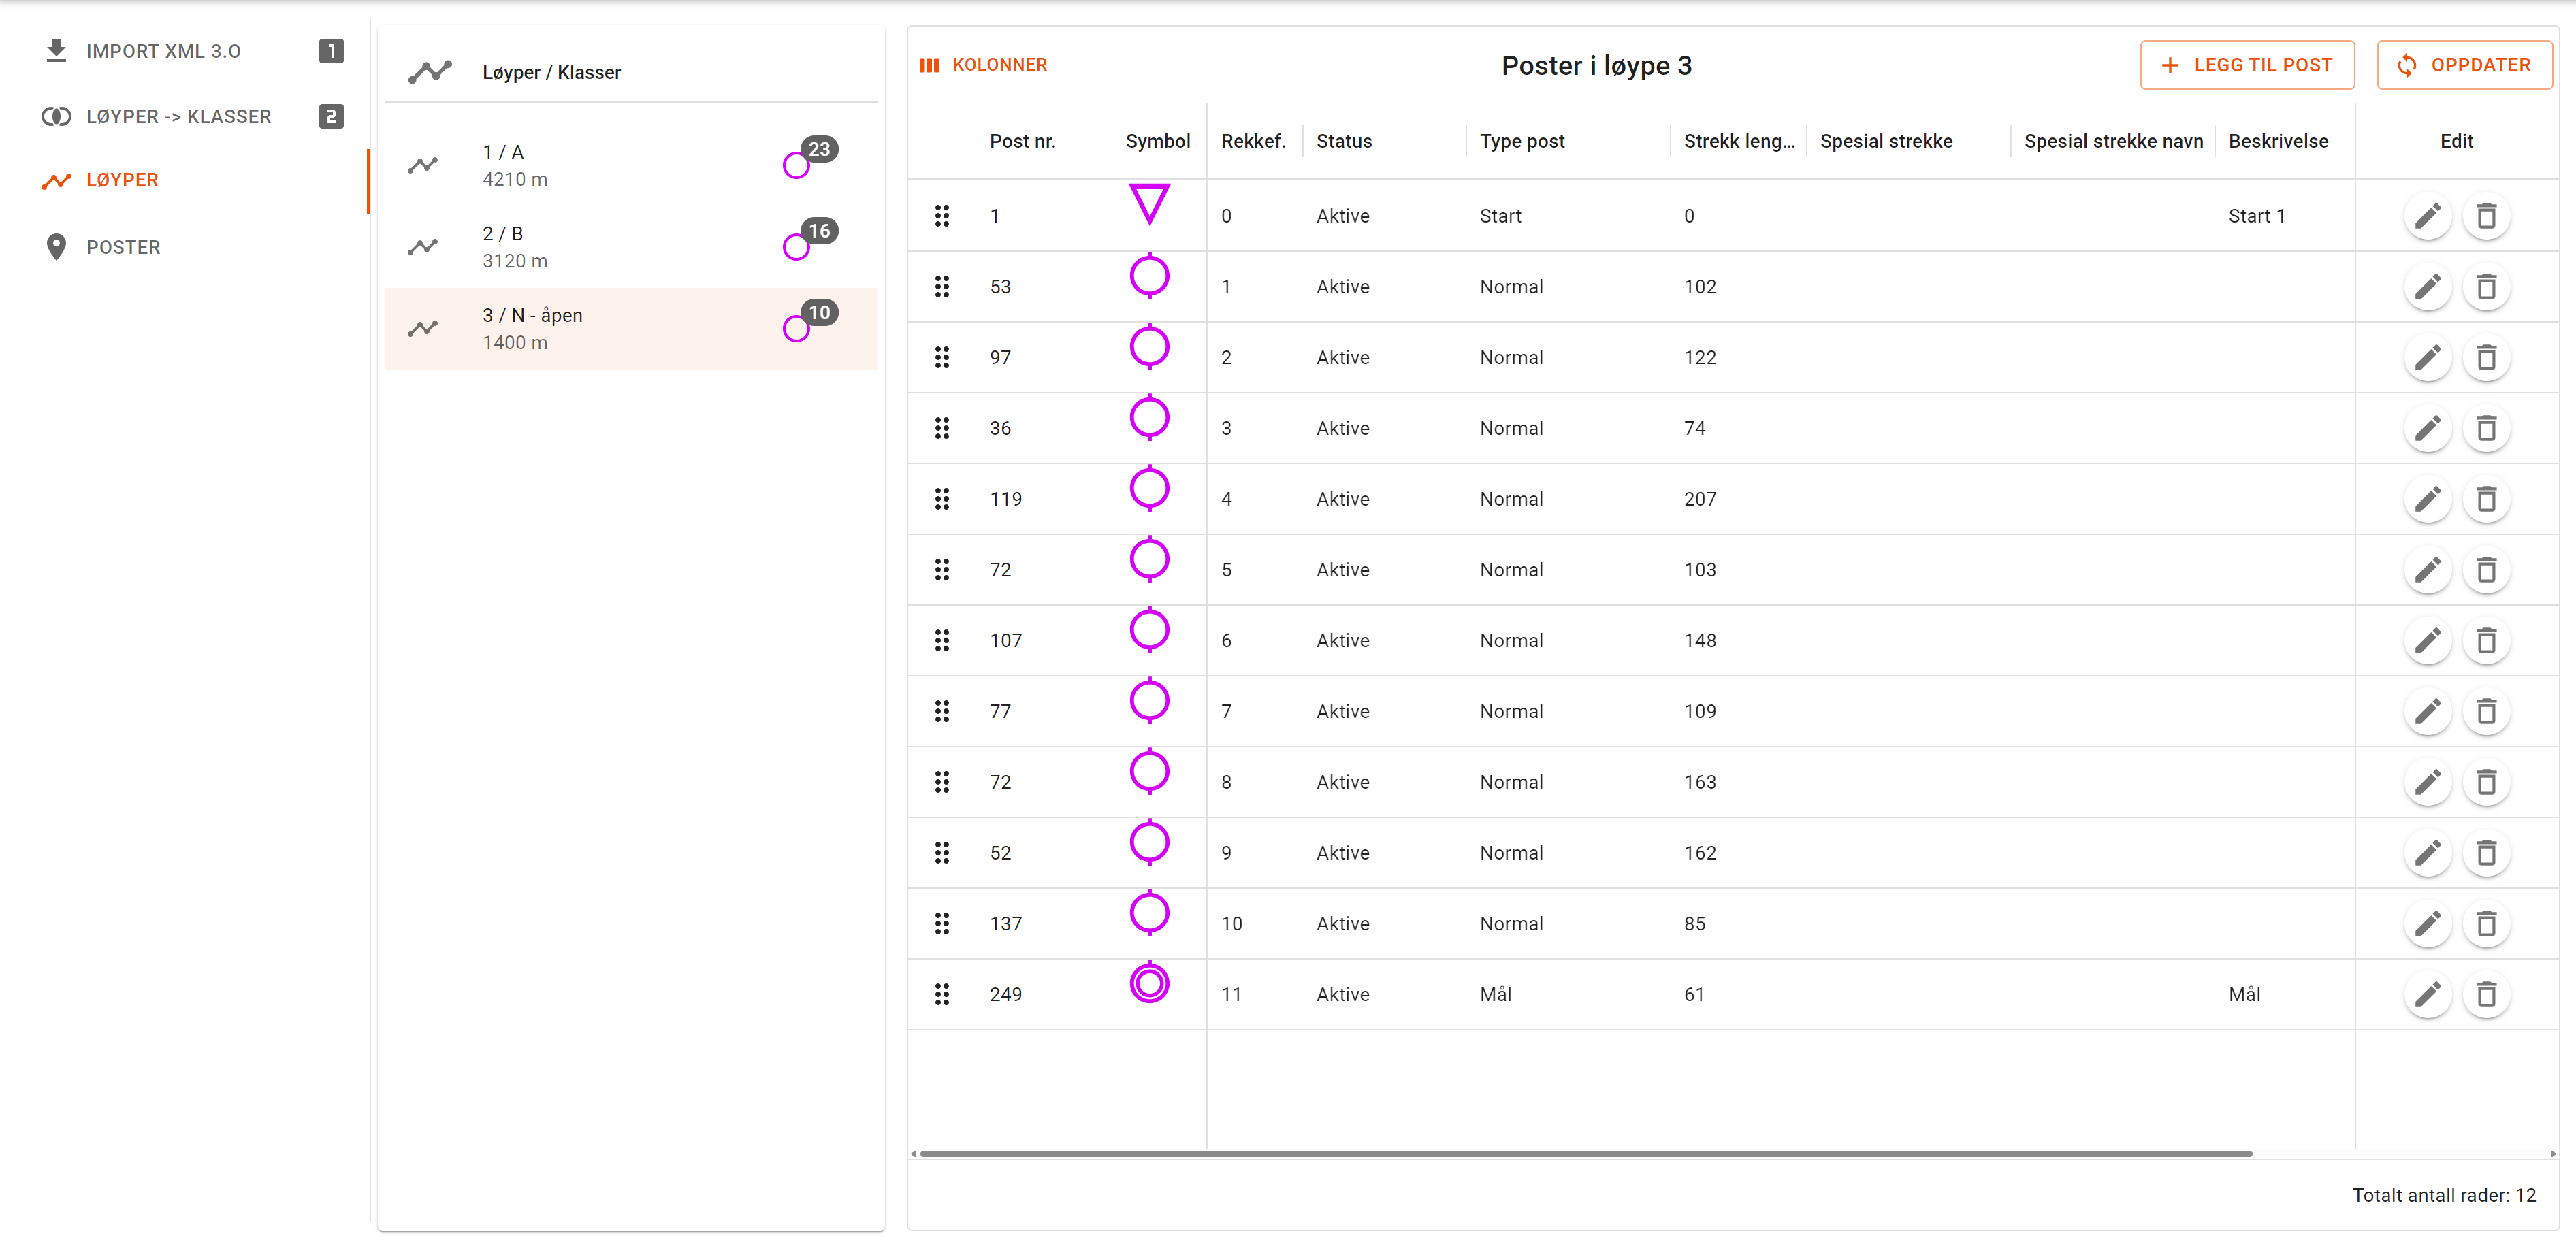 IMPORT XML 3.O 1
LØYPER -> KLASSER 2
LØYPER
POSTER
Løyper / Klasser
1 / A
4210 m
23
2 / B
3120 m
16
3 / N - åpen
1400 m
10
KOLONNER
Poster i løype 3
LEGG TIL POST
OPPDATER
Post nr. Symbol Rekkef. Status Type post Strekk leng... Spesial strekke Spesial strekke navn Beskrivelse Edit
1 0 Aktive Start 0 Start 1
53 1 Aktive Normal 102
97 2 Aktive Normal 122
36 3 Aktive Normal 74
119 4 Aktive Normal 207
72 5 Aktive Normal 103
107 6 Aktive Normal 148
77 7 Aktive Normal 109
72 8 Aktive Normal 163
52 9 Aktive Normal 162
137 10 Aktive Normal 85
249 11 Aktive Mål 61 Mål
Totalt antall rader: 12